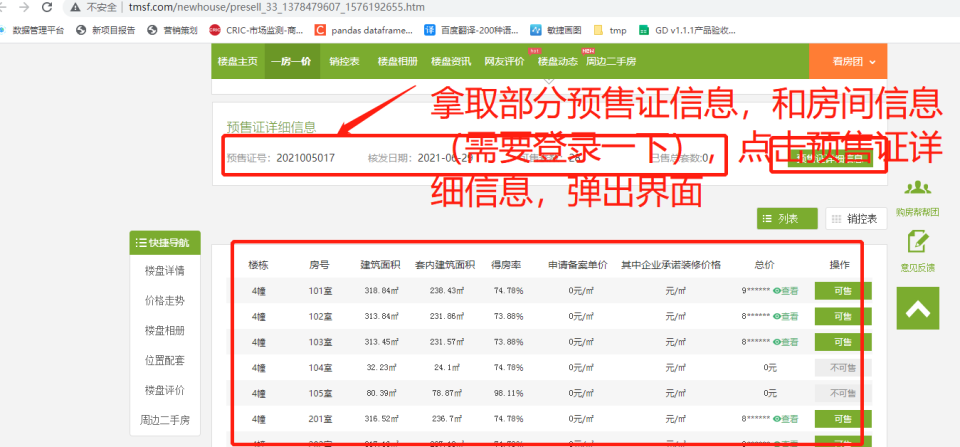 不安全 | tmsf.com/newhouse/presell_33_1378479607_1576192655.htm
数据管理平台 新项目报告 营销策划 CRIC-市场监测-商... pandas dataframe... 百度翻译-200种语... 敏捷画图 tmp GD v1.1.1产品验收...
楼盘主页 一房一价 销控表 楼盘相册 楼盘资讯 网友评价 hot 楼盘动态 NEW 周边二手房 看房团
拿取部分预售证信息，和房间信息
预售证详细信息
（需要登录一下），点击预售证详
预售证号：2021005017 核发日期：2021-06-29 已售总套数:0
细信息，弹出界面
购房帮帮团
列表 销控表
快捷导航
意见反馈
楼盘详情
价格走势
楼盘相册
位置配套
楼盘评价
周边二手房
楼栋 房号 建筑面积 套内建筑面积 得房率 申请备案单价 其中企业承诺装修价格 总价 操作
4幢 101室 318.84㎡ 238.43㎡ 74.78% 0元/㎡ 元/㎡ 9****** 查看 可售
4幢 102室 313.84㎡ 231.86㎡ 73.88% 0元/㎡ 元/㎡ 8****** 查看 可售
4幢 103室 313.45㎡ 231.57㎡ 73.88% 0元/㎡ 元/㎡ 8****** 查看 可售
4幢 104室 32.23㎡ 24.1㎡ 74.78% 0元/㎡ 元/㎡ 0元 不可售
4幢 105室 80.39㎡ 78.87㎡ 98.11% 0元/㎡ 元/㎡ 0元 不可售
4幢 201室 316.52㎡ 236.7㎡ 74.78% 0元/㎡ 元/㎡ 8****** 查看 可售